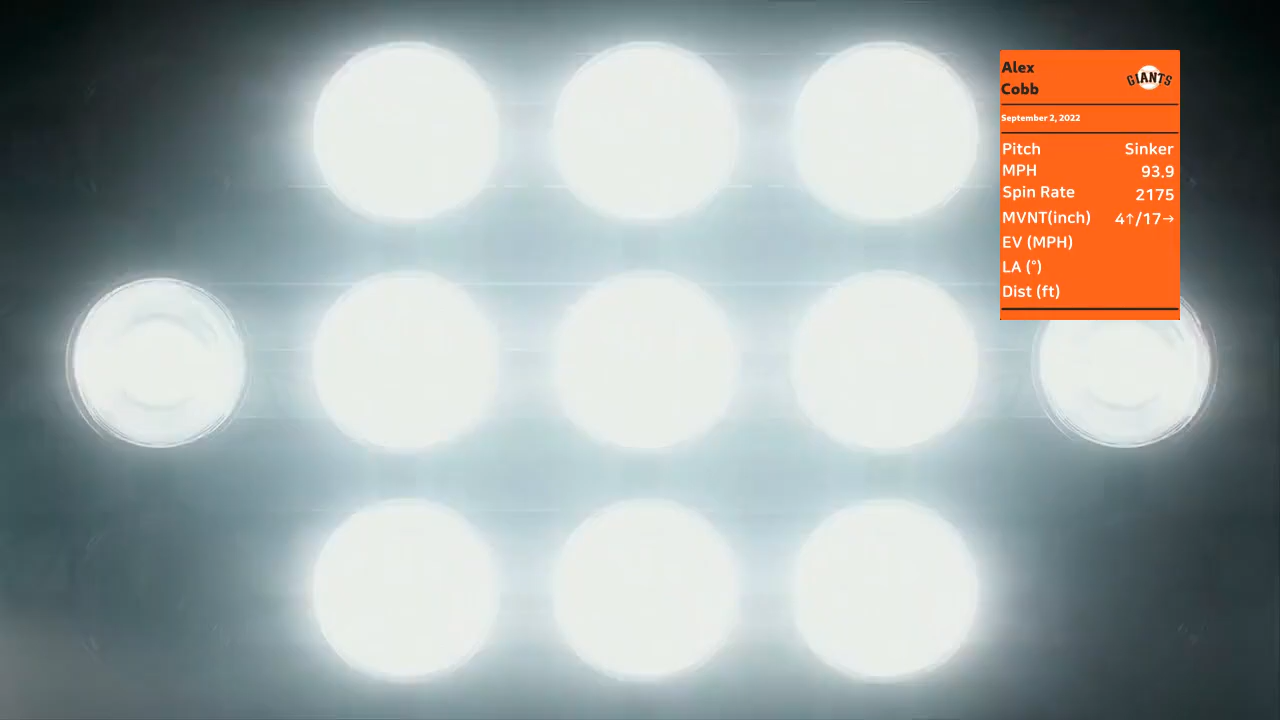 Alex
Cobb
GIANTS
September 2, 2022
Pitch Sinker
MPH 93.9
Spin Rate 2175
MVNT(inch) 4↑/17→
EV (MPH)
LA (°)
Dist (ft)